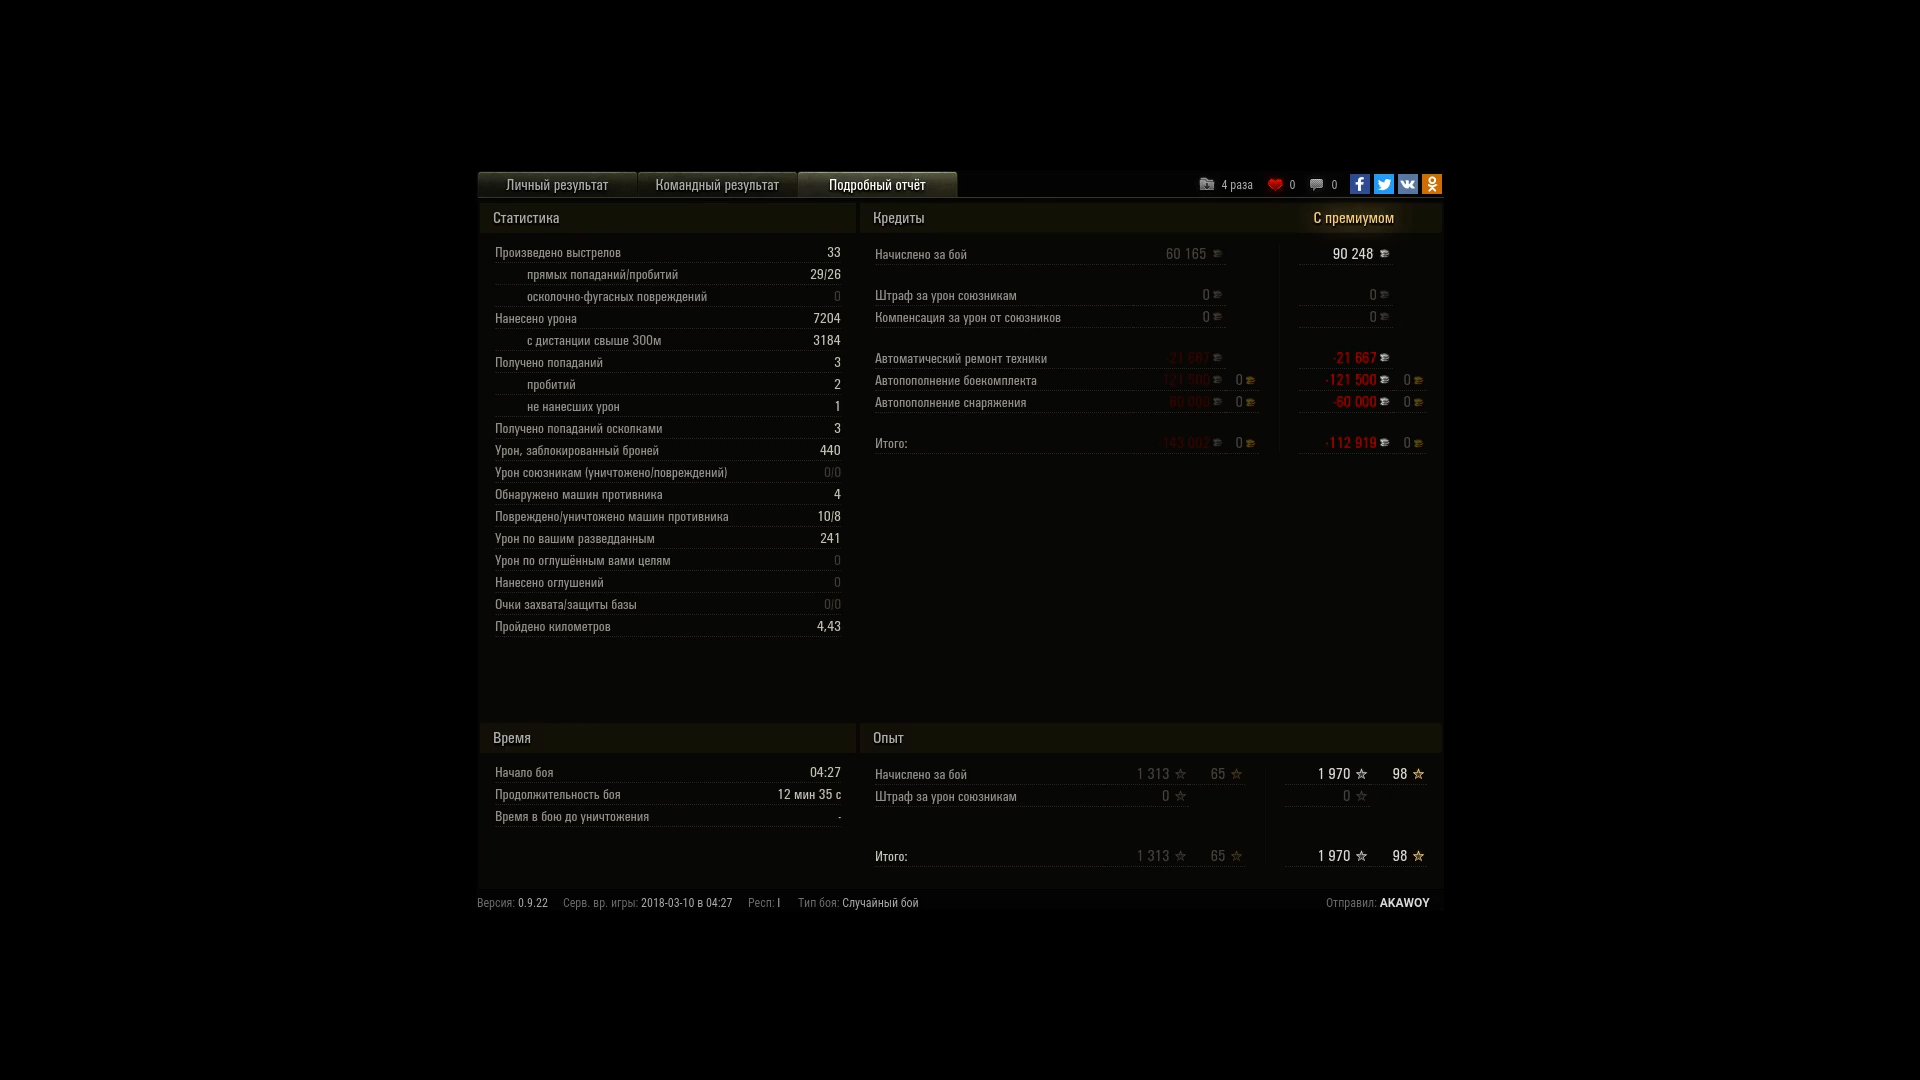 Личный результат Командный результат Подробный отчёт 4 раза 0 0
Статистика
Произведено выстрелов 33
прямых попаданий/пробитий 29/26
осколочно-фугасных повреждений 0
Нанесено урона 7204
с дистанции свыше 300м 3184
Получено попаданий 3
пробитий 2
не нанесших урон 1
Получено попаданий осколками 3
Урон, заблокированный броней 440
Урон союзникам (уничтожено/повреждений) 0/0
Обнаружено машин противника 4
Повреждено/уничтожено машин противника 10/8
Урон по вашим разведданным 241
Урон по оглушённым вами целям 0
Нанесено оглушений 0
Очки захвата/защиты базы 0/0
Пройдено километров 4,43
Кредиты С премиумом
Начислено за бой 60 165 90 248
Штраф за урон союзникам 0 0
Компенсация за урон от союзников 0 0
Автоматический ремонт техники -21 667 -21 667
Автопополнение боекомплекта -121 500 0 -121 500 0
Автопополнение снаряжения -60 000 0 -60 000 0
Итого: -143 002 0 -112 919 0
Время
Начало боя 04:27
Продолжительность боя 12 мин 35 с
Время в бою до уничтожения -
Опыт
Начислено за бой 1 313 65 1 970 98
Штраф за урон союзникам 0 0
Итого: 1 313 65 1 970 98
Версия: 0.9.22 Серв. вр. игры: 2018-03-10 в 04:27 Респ: I Тип боя: Случайный бой Отправил: AKAWOY